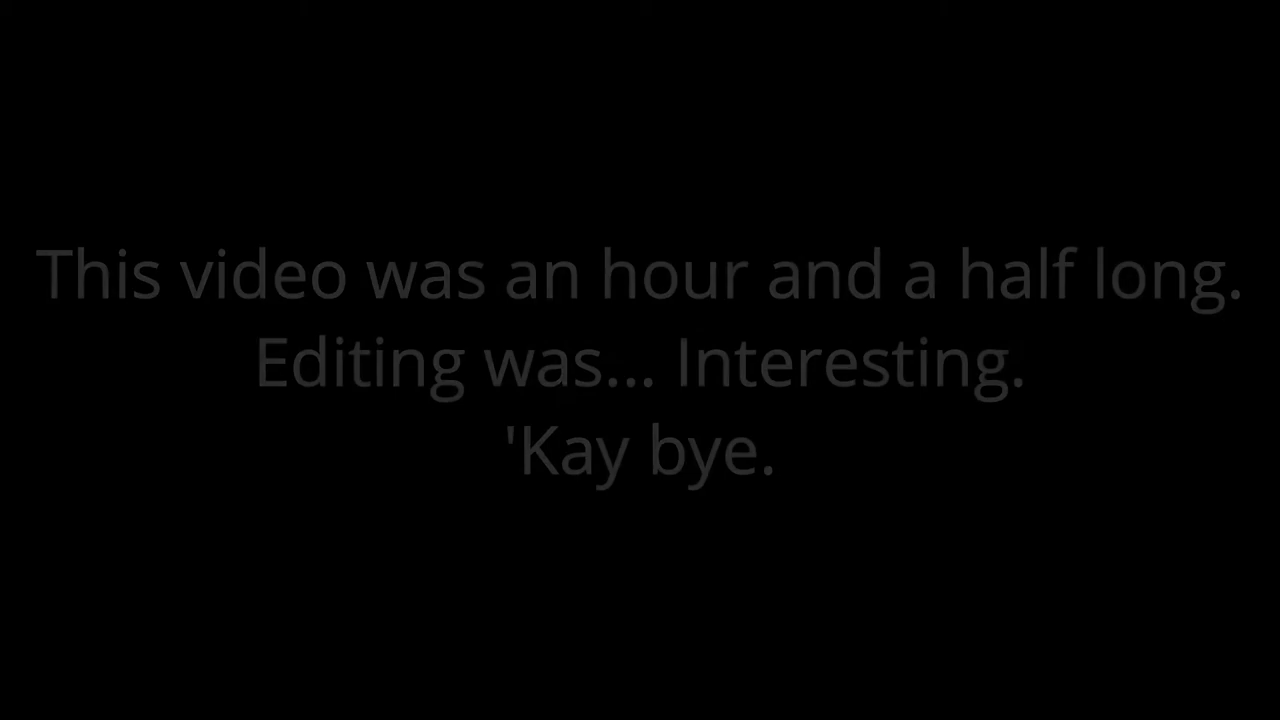 This video was an hour and a half long.
Editing was... Interesting.
'Kay bye.